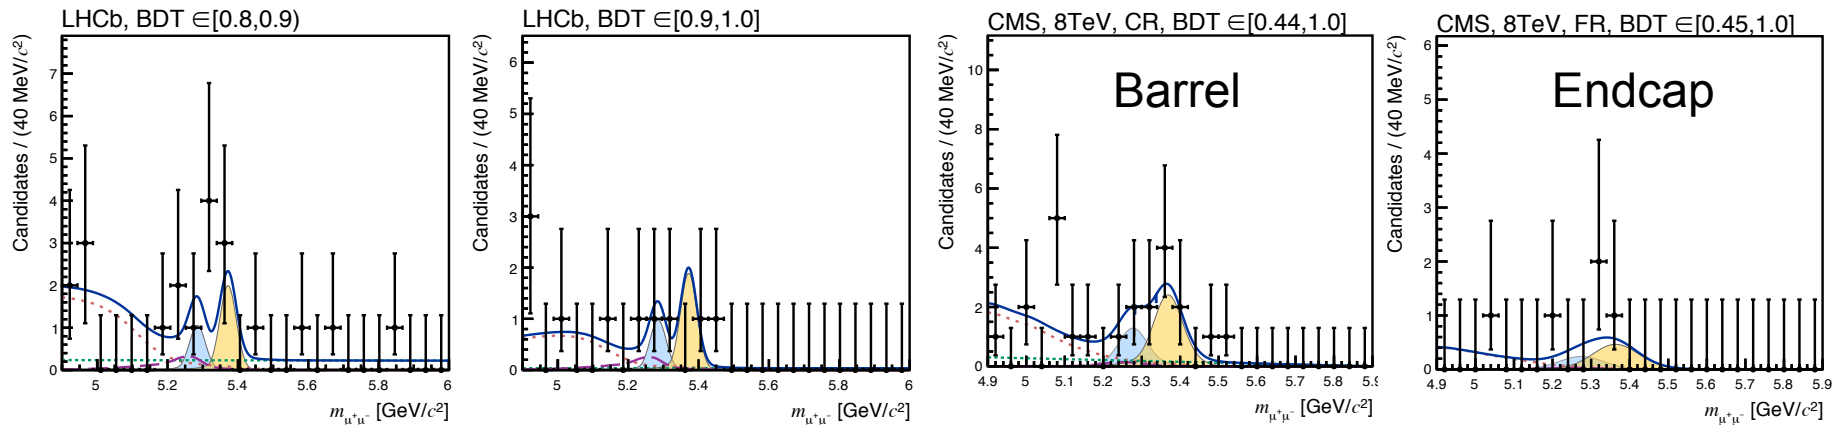 LHCb, BDT ∈[0.8,0.9)
Candidates / (40 MeV/c²)
7
6
5
4
3
2
1
0
5 5.2 5.4 5.6 5.8 6
mμ⁺μ⁻ [GeV/c²]
LHCb, BDT ∈[0.9,1.0]
Candidates / (40 MeV/c²)
6
5
4
3
2
1
0
5 5.2 5.4 5.6 5.8 6
mμ⁺μ⁻ [GeV/c²]
CMS, 8TeV, CR, BDT ∈[0.44,1.0]
Barrel
Candidates / (40 MeV/c²)
10
8
6
4
2
0
4.9 5 5.1 5.2 5.3 5.4 5.5 5.6 5.7 5.8 5.9
mμ⁺μ⁻ [GeV/c²]
CMS, 8TeV, FR, BDT ∈[0.45,1.0]
Endcap
Candidates / (40 MeV/c²)
6
5
4
3
2
1
0
4.9 5 5.1 5.2 5.3 5.4 5.5 5.6 5.7 5.8 5.9
mμ⁺μ⁻ [GeV/c²]